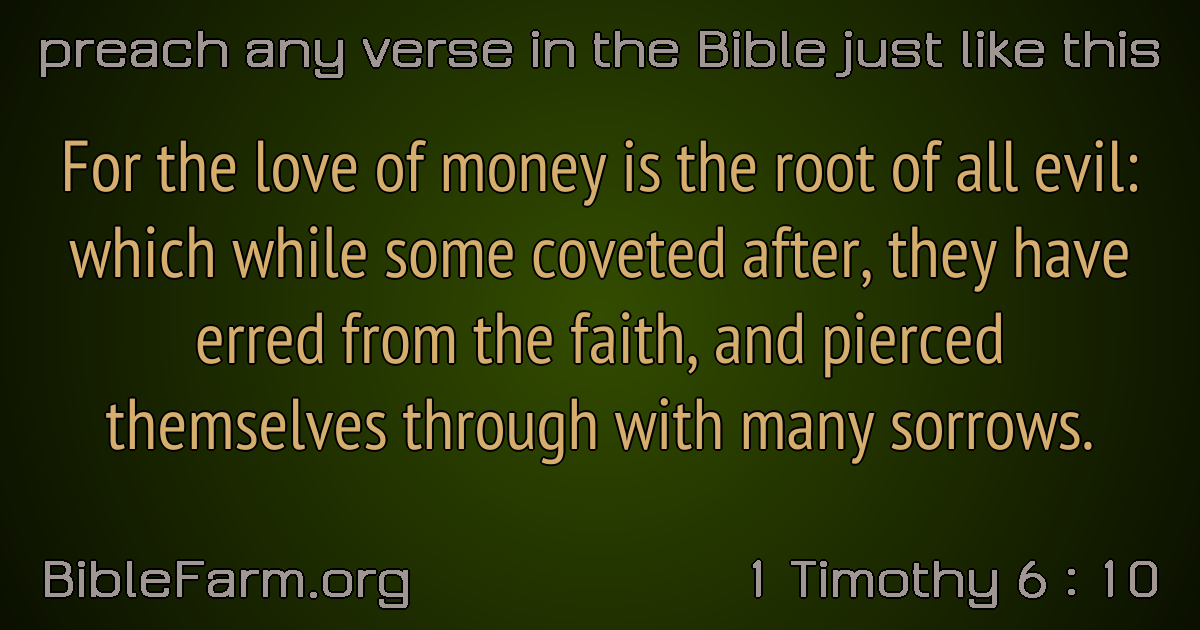 preach any verse in the Bible just like this
For the love of money is the root of all evil:
which while some coveted after, they have
erred from the faith, and pierced
themselves through with many sorrows.
BibleFarm.org
1 Timothy 6 : 10